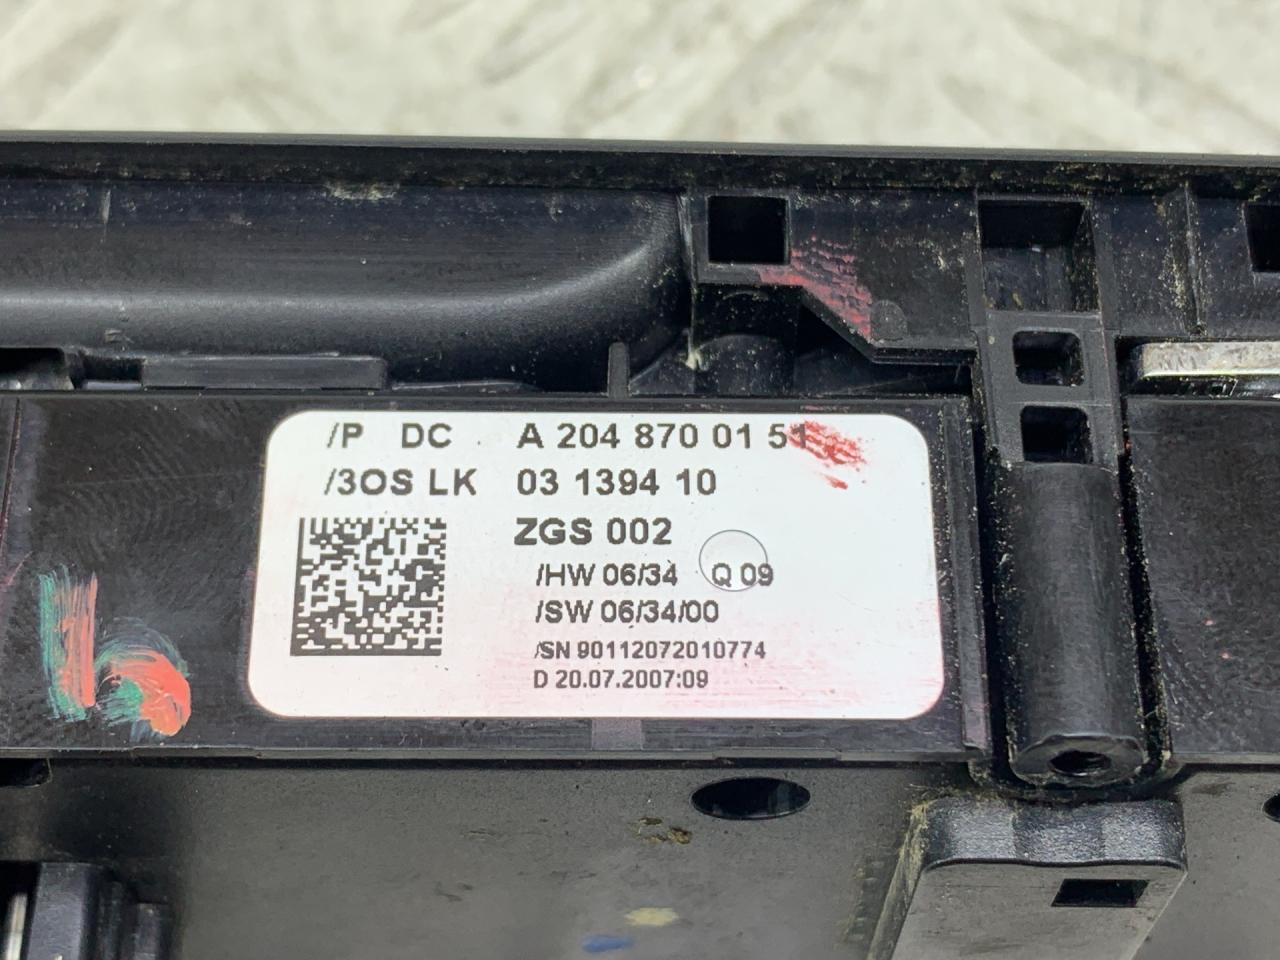 /P DC A 204 870 01 51
/3OS LK 03 1394 10
ZGS 002
/HW 06/34 Q 09
/SW 06/34/00
/SN 90112072010774
D 20.07.2007:09